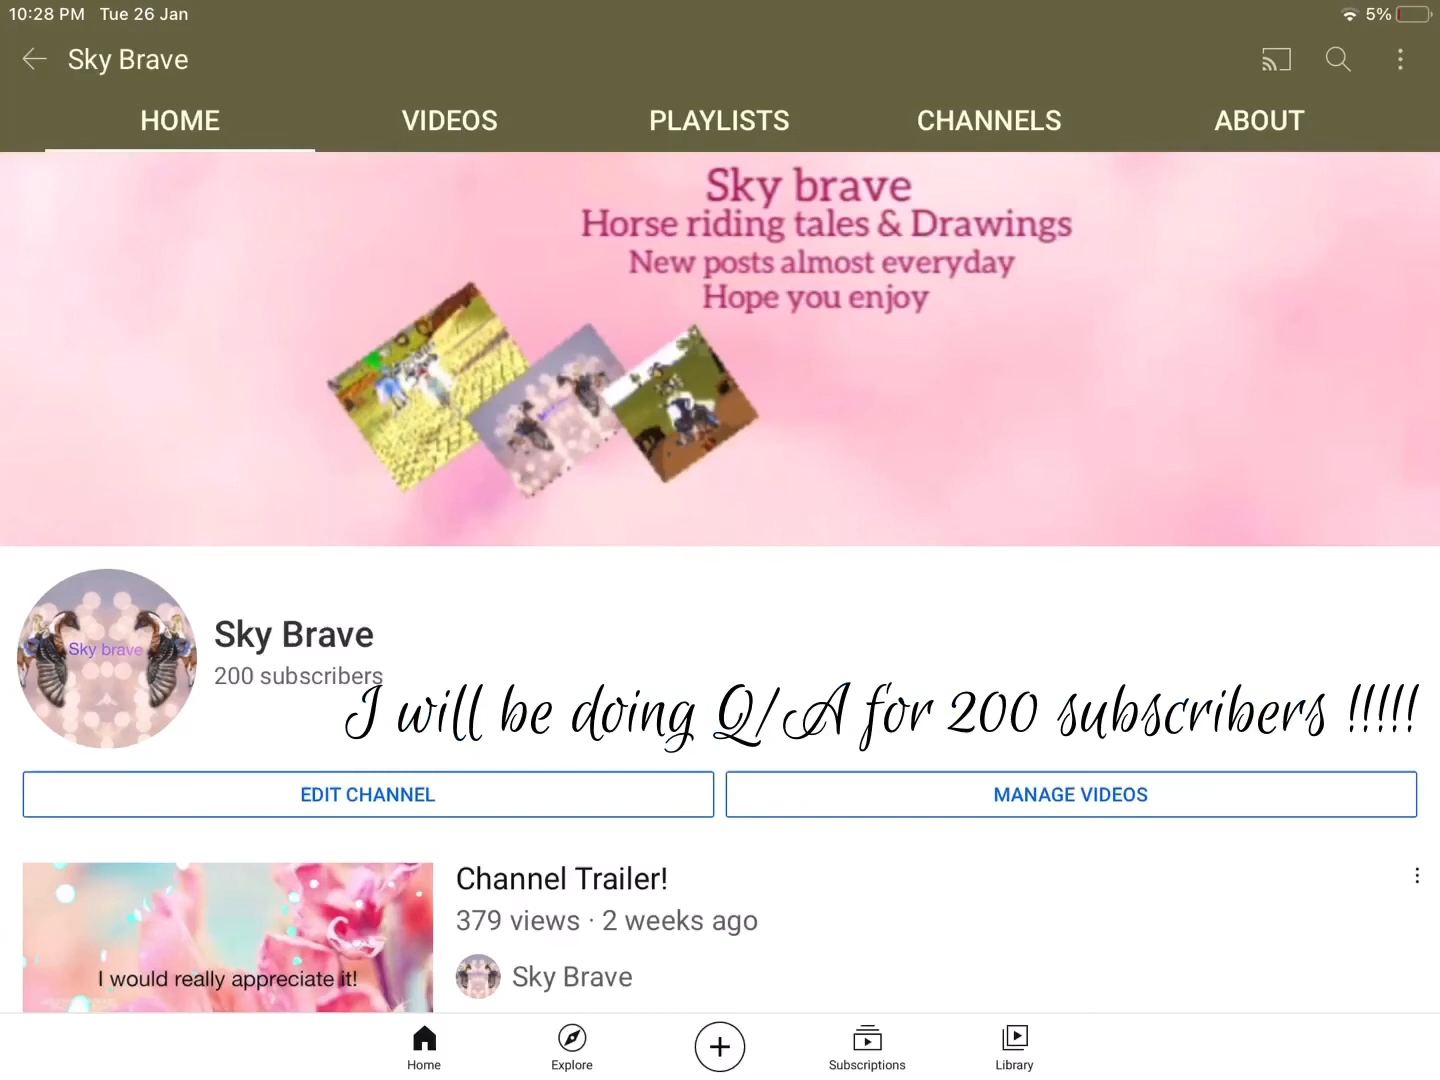 10:28 PM Tue 26 Jan 5%
Sky Brave
HOME VIDEOS PLAYLISTS CHANNELS ABOUT
Sky brave
Horse riding tales & Drawings
New posts almost everyday
Hope you enjoy
Sky brave
Sky Brave
200 subscribers
I will be doing Q/A for 200 subscribers !!!!!
EDIT CHANNEL MANAGE VIDEOS
I would really appreciate it!
Channel Trailer!
379 views · 2 weeks ago
Sky Brave
Home Explore Subscriptions Library